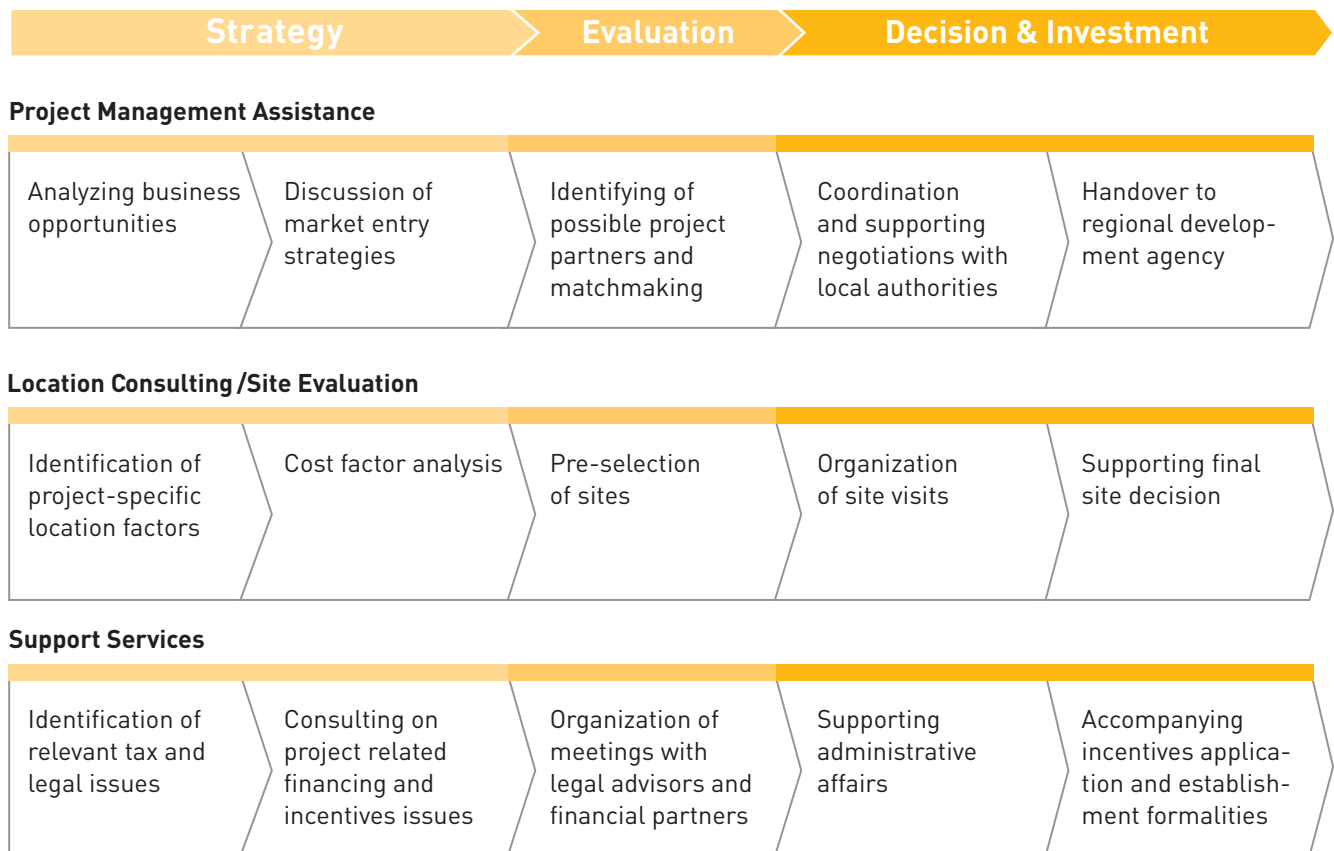 Strategy
Evaluation
Decision & Investment
Project Management Assistance
Analyzing business
opportunities
Discussion of
market entry
strategies
Identifying of
possible project
partners and
matchmaking
Coordination
and supporting
negotiations with
local authorities
Handover to
regional develop-
ment agency
Location Consulting /Site Evaluation
Identification of
project-specific
location factors
Cost factor analysis
Pre-selection
of sites
Organization
of site visits
Supporting final
site decision
Support Services
Identification of
relevant tax and
legal issues
Consulting on
project related
financing and
incentives issues
Organization of
meetings with
legal advisors and
financial partners
Supporting
administrative
affairs
Accompanying
incentives applica-
tion and establish-
ment formalities